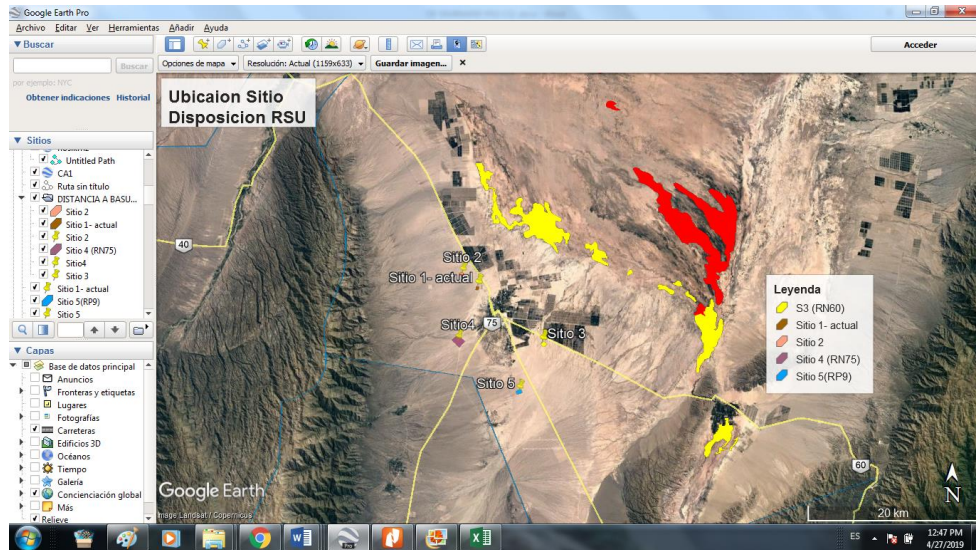 Google Earth Pro
Archivo Editar Ver Herramientas Añadir Ayuda
Buscar
Buscar
por ejemplo: NYC
Obtener indicaciones Historial
Acceder
Opciones de mapa
Resolución: Actual (1159x633)
Guardar imagen...
Ubicaion Sitio
Disposicion RSU
Sitios
Untitled Path
CA1
Ruta sin título
DISTANCIA A BASU...
Sitio 2
Sitio 1- actual
Sitio 2
Sitio 4 (RN75)
Sitio4
Sitio 3
Sitio 1- actual
Sitio 5(RP9)
Sitio 5
Capas
Base de datos principal
Anuncios
Fronteras y etiquetas
Lugares
Fotografías
Carreteras
Edificios 3D
Océanos
Tiempo
Galería
Concienciación global
Más
Relieve
40
Sitio 2
Sitio 1- actual
Sitio4
75
Sitio 3
Sitio 5
60
Leyenda
S3 (RN60)
Sitio 1- actual
Sitio 2
Sitio 4 (RN75)
Sitio 5(RP9)
Google Earth
Image Landsat / Copernicus
N
20 km
ES
12:47 PM
4/27/2019